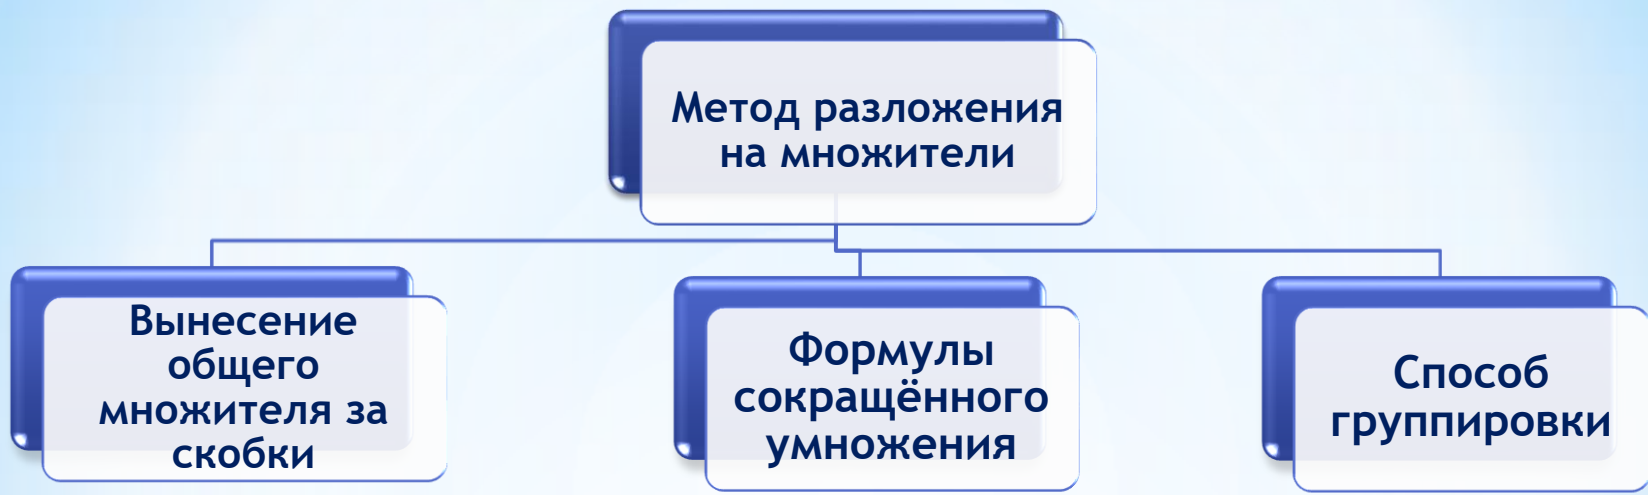 Метод разложения
на множители
Вынесение
общего
множителя за
скобки
Формулы
сокращённого
умножения
Способ
группировки